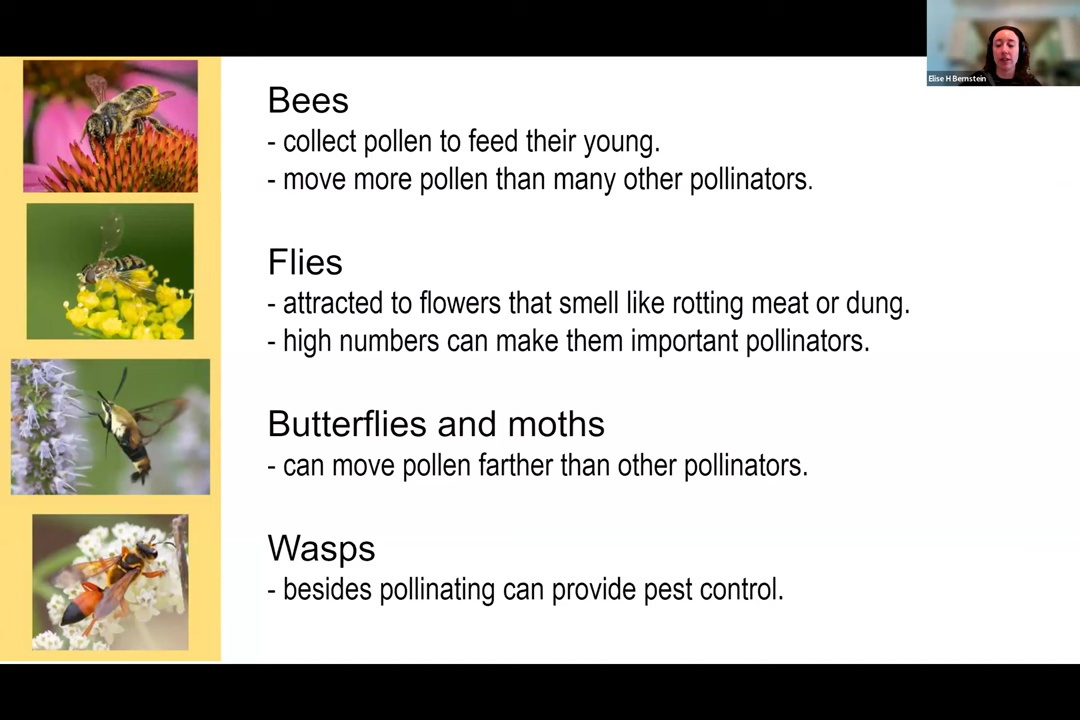 Elise H Bernstein
Bees
- collect pollen to feed their young.
- move more pollen than many other pollinators.
Flies
- attracted to flowers that smell like rotting meat or dung.
- high numbers can make them important pollinators.
Butterflies and moths
- can move pollen farther than other pollinators.
Wasps
- besides pollinating can provide pest control.